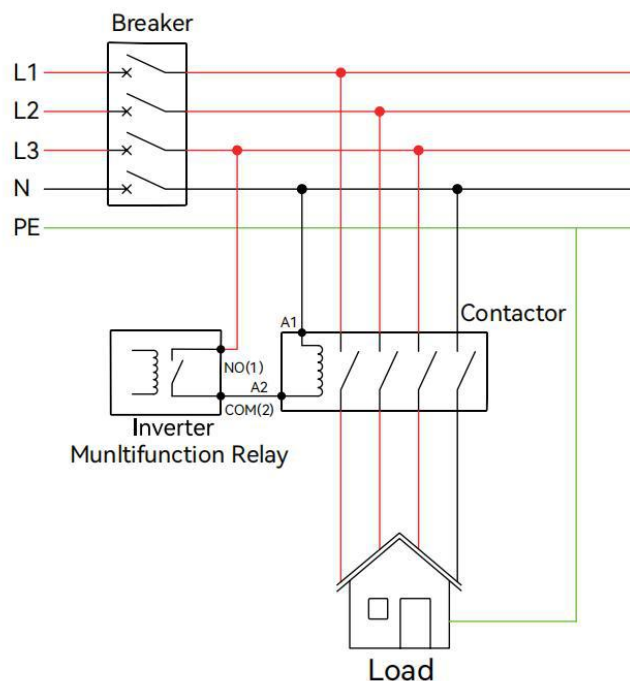 Breaker
L1
L2
L3
N
PE
Contactor
A1
NO(1)
A2
COM(2)
Inverter
Munltifunction Relay
Load